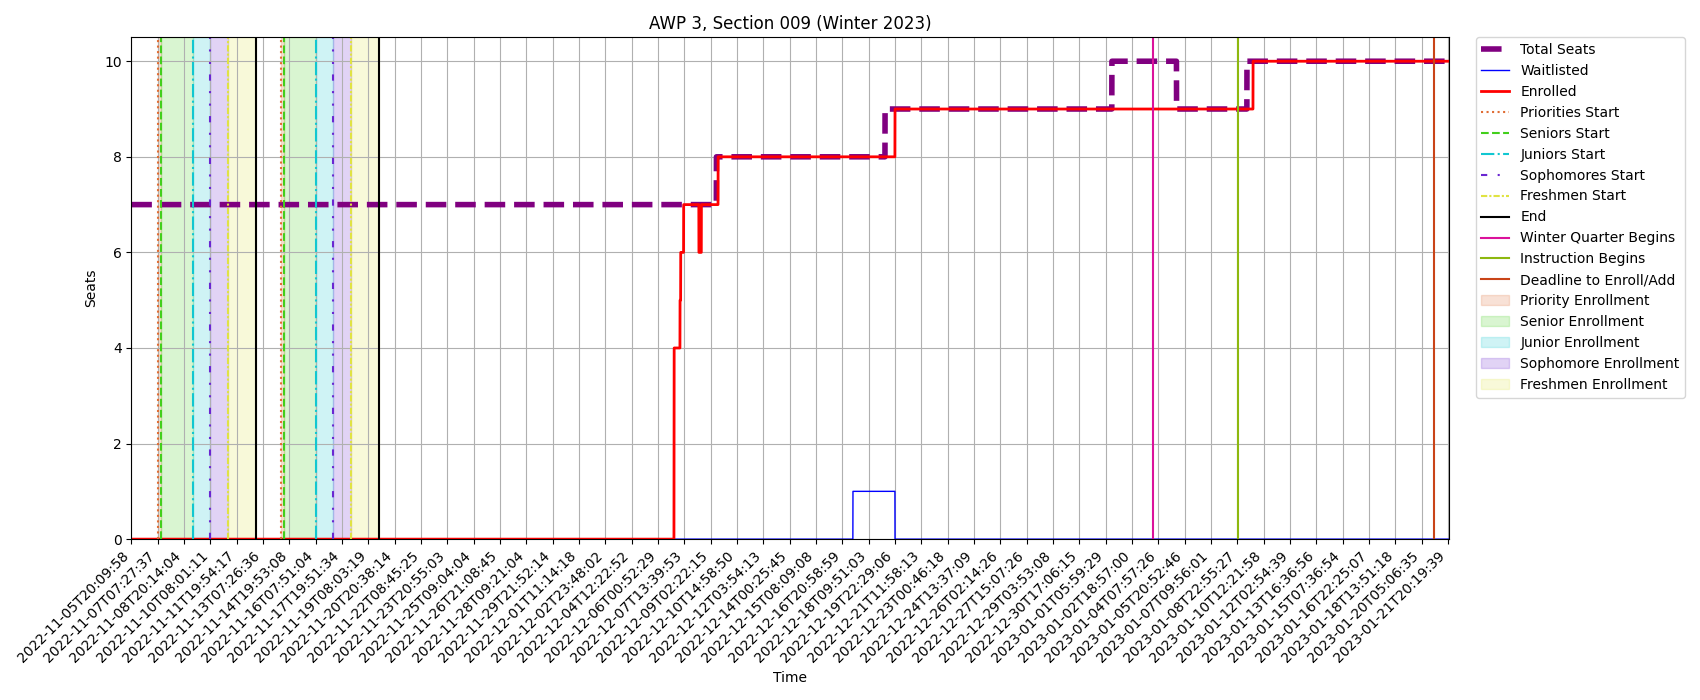 AWP 3, Section 009 (Winter 2023)
10
8
6
4
2
0
Seats
2022-11-05T20:09:58
2022-11-07T07:27:37
2022-11-08T20:14:04
2022-11-10T08:01:11
2022-11-11T19:54:17
2022-11-13T07:26:36
2022-11-14T19:53:08
2022-11-16T07:51:04
2022-11-17T19:51:34
2022-11-19T08:03:19
2022-11-20T20:38:14
2022-11-22T08:45:25
2022-11-23T20:55:03
2022-11-25T09:04:04
2022-11-26T21:08:45
2022-11-28T09:21:04
2022-11-29T21:52:14
2022-12-01T11:14:18
2022-12-02T23:48:02
2022-12-04T12:22:52
2022-12-06T00:52:29
2022-12-07T13:39:53
2022-12-09T02:22:15
2022-12-10T14:58:50
2022-12-12T03:54:13
2022-12-14T00:25:45
2022-12-15T08:09:08
2022-12-16T20:58:59
2022-12-18T09:51:03
2022-12-19T22:29:06
2022-12-21T11:58:13
2022-12-23T00:46:18
2022-12-24T13:37:09
2022-12-26T02:14:26
2022-12-27T15:07:26
2022-12-29T03:53:08
2022-12-30T17:06:15
2023-01-01T05:59:29
2023-01-02T18:57:00
2023-01-04T07:57:26
2023-01-05T20:52:46
2023-01-07T09:56:01
2023-01-08T22:55:27
2023-01-10T12:21:58
2023-01-12T02:54:39
2023-01-13T16:36:56
2023-01-15T07:36:54
2023-01-16T22:25:07
2023-01-18T13:51:18
2023-01-20T05:06:35
2023-01-21T20:19:39
Time
Total Seats
Waitlisted
Enrolled
Priorities Start
Seniors Start
Juniors Start
Sophomores Start
Freshmen Start
End
Winter Quarter Begins
Instruction Begins
Deadline to Enroll/Add
Priority Enrollment
Senior Enrollment
Junior Enrollment
Sophomore Enrollment
Freshmen Enrollment